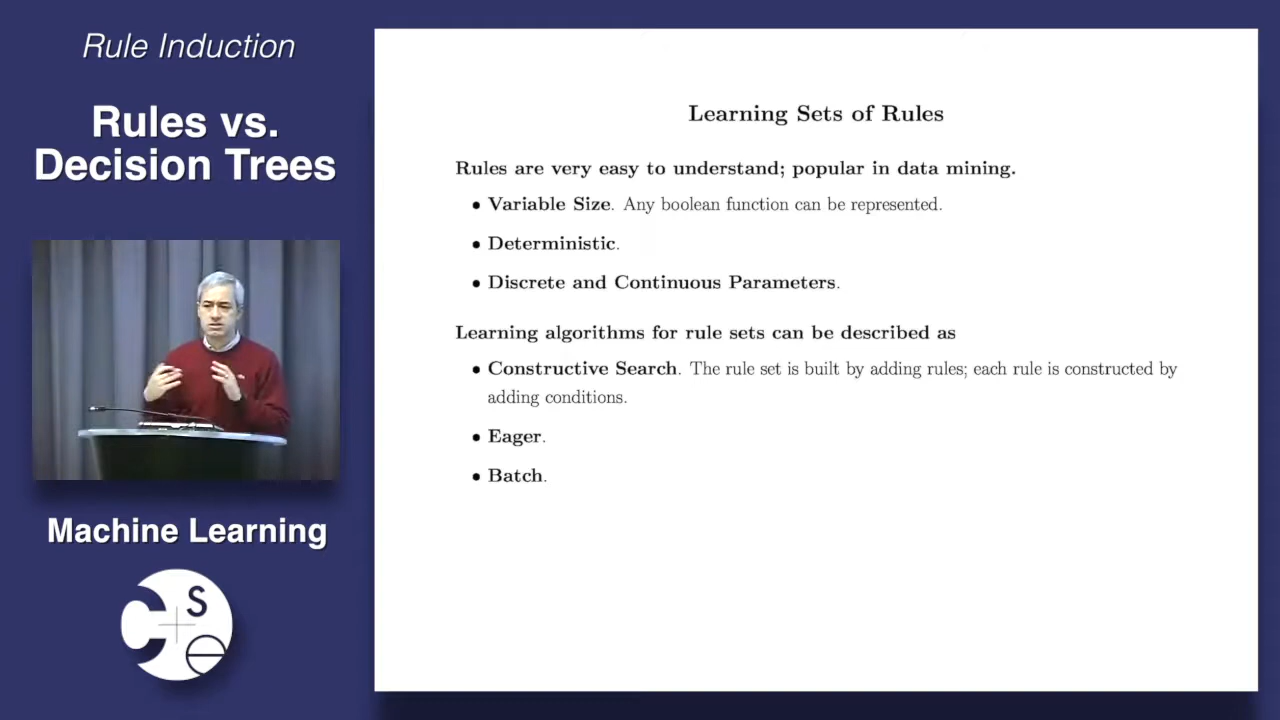 Rule Induction
Rules vs.
Decision Trees
Machine Learning
C+Se
Learning Sets of Rules
Rules are very easy to understand; popular in data mining.
• Variable Size. Any boolean function can be represented.
• Deterministic.
• Discrete and Continuous Parameters.
Learning algorithms for rule sets can be described as
• Constructive Search. The rule set is built by adding rules; each rule is constructed by
adding conditions.
• Eager.
• Batch.